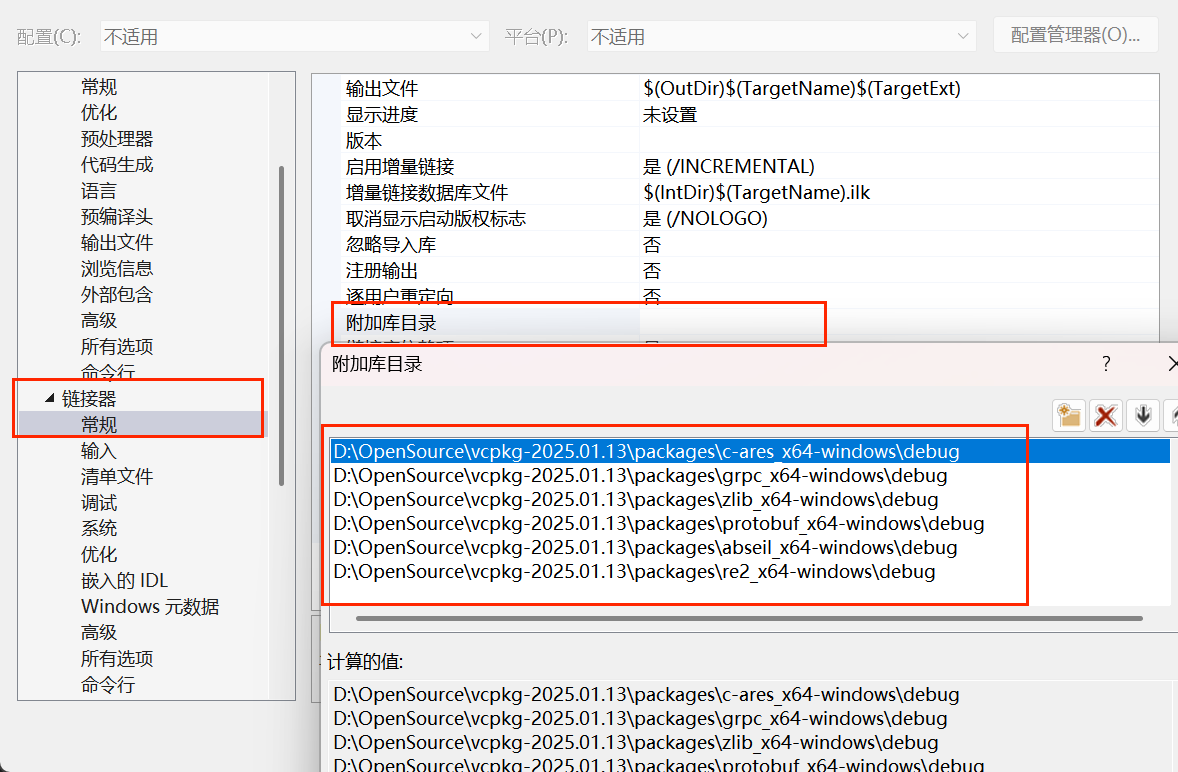 配置(C): 不适用 平台(P): 不适用 配置管理器(O)...
常规
优化
预处理器
代码生成
语言
预编译头
输出文件
浏览信息
外部包含
高级
所有选项
命令行
链接器
常规
输入
清单文件
调试
系统
优化
嵌入的 IDL
Windows 元数据
高级
所有选项
命令行
输出文件 $(OutDir)$(TargetName)$(TargetExt)
显示进度 未设置
版本
启用增量链接 是 (/INCREMENTAL)
增量链接数据库文件 $(IntDir)$(TargetName).ilk
取消显示启动版权标志 是 (/NOLOGO)
忽略导入库 否
注册输出 否
逐用户重定向 否
附加库目录
附加库目录 ?
D:\OpenSource\vcpkg-2025.01.13\packages\c-ares_x64-windows\debug
D:\OpenSource\vcpkg-2025.01.13\packages\grpc_x64-windows\debug
D:\OpenSource\vcpkg-2025.01.13\packages\zlib_x64-windows\debug
D:\OpenSource\vcpkg-2025.01.13\packages\protobuf_x64-windows\debug
D:\OpenSource\vcpkg-2025.01.13\packages\abseil_x64-windows\debug
D:\OpenSource\vcpkg-2025.01.13\packages\re2_x64-windows\debug
计算的值:
D:\OpenSource\vcpkg-2025.01.13\packages\c-ares_x64-windows\debug
D:\OpenSource\vcpkg-2025.01.13\packages\grpc_x64-windows\debug
D:\OpenSource\vcpkg-2025.01.13\packages\zlib_x64-windows\debug
D:\OpenSource\vcpkg-2025.01.13\packages\protobuf_x64-windows\debug